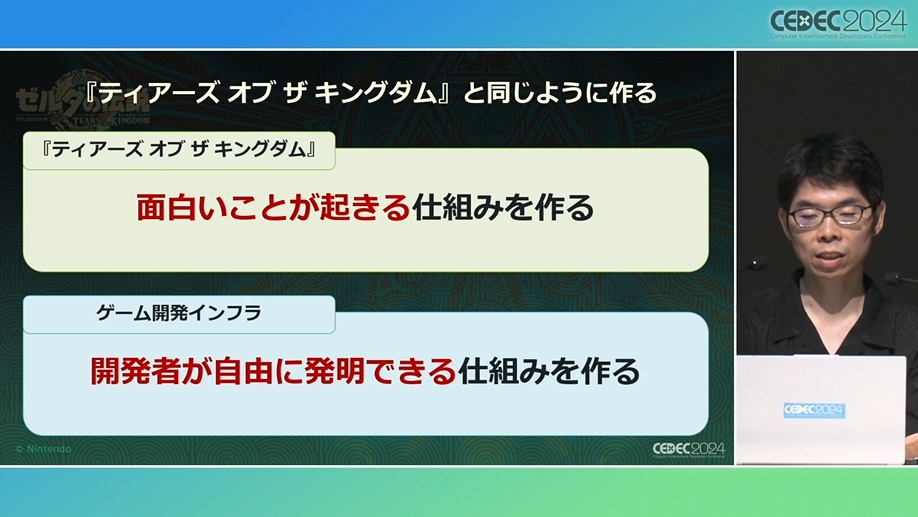 CEDEC2024
Computer Entertainment Developers Conference
『ティアーズ オブ ザ キングダム』と同じように作る
ゼルダの伝説
TEARS OF THE KINGDOM
『ティアーズ オブ ザ キングダム』
面白いことが起きる仕組みを作る
ゲーム開発インフラ
開発者が自由に発明できる仕組みを作る
© Nintendo
CEDEC2024
CEDEC2024